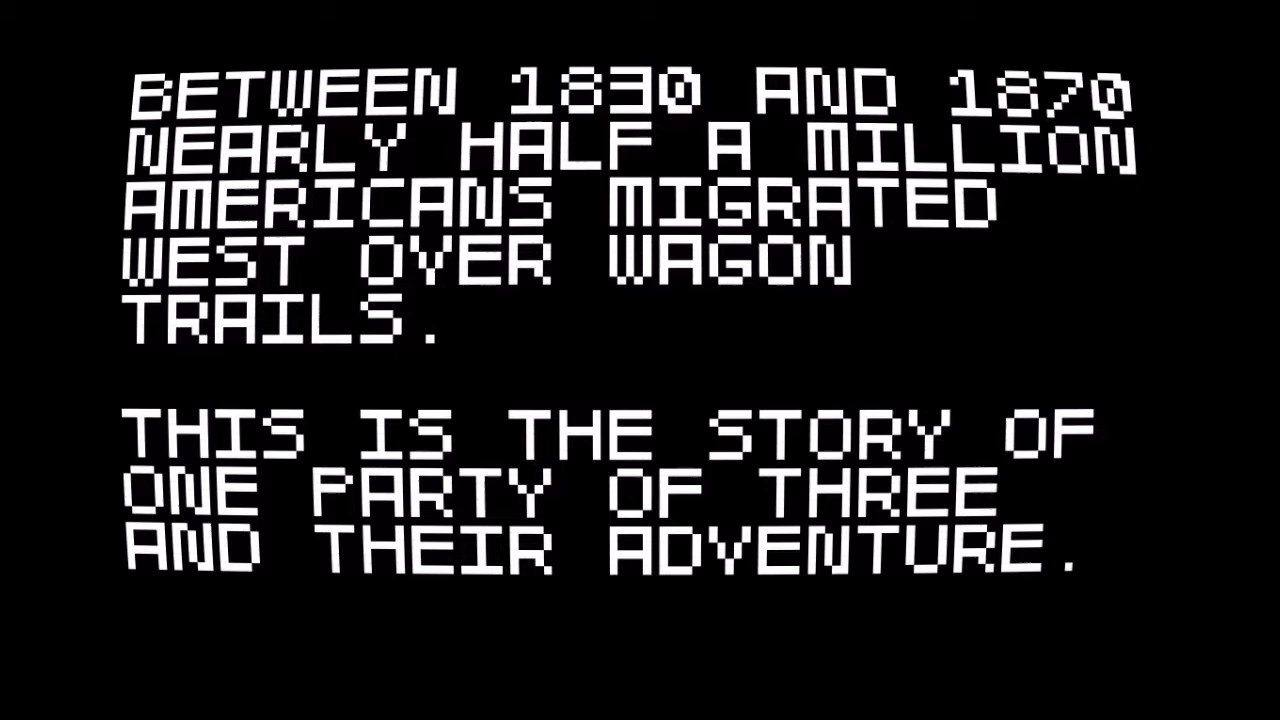 BETWEEN 1830 AND 1870
NEARLY HALF A MILLION
AMERICANS MIGRATED
WEST OVER WAGON
TRAILS.
THIS IS THE STORY OF
ONE PARTY OF THREE
AND THEIR ADVENTURE.